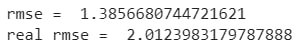 rmse =  1.3856680744721621
real rmse =  2.0123983179787888